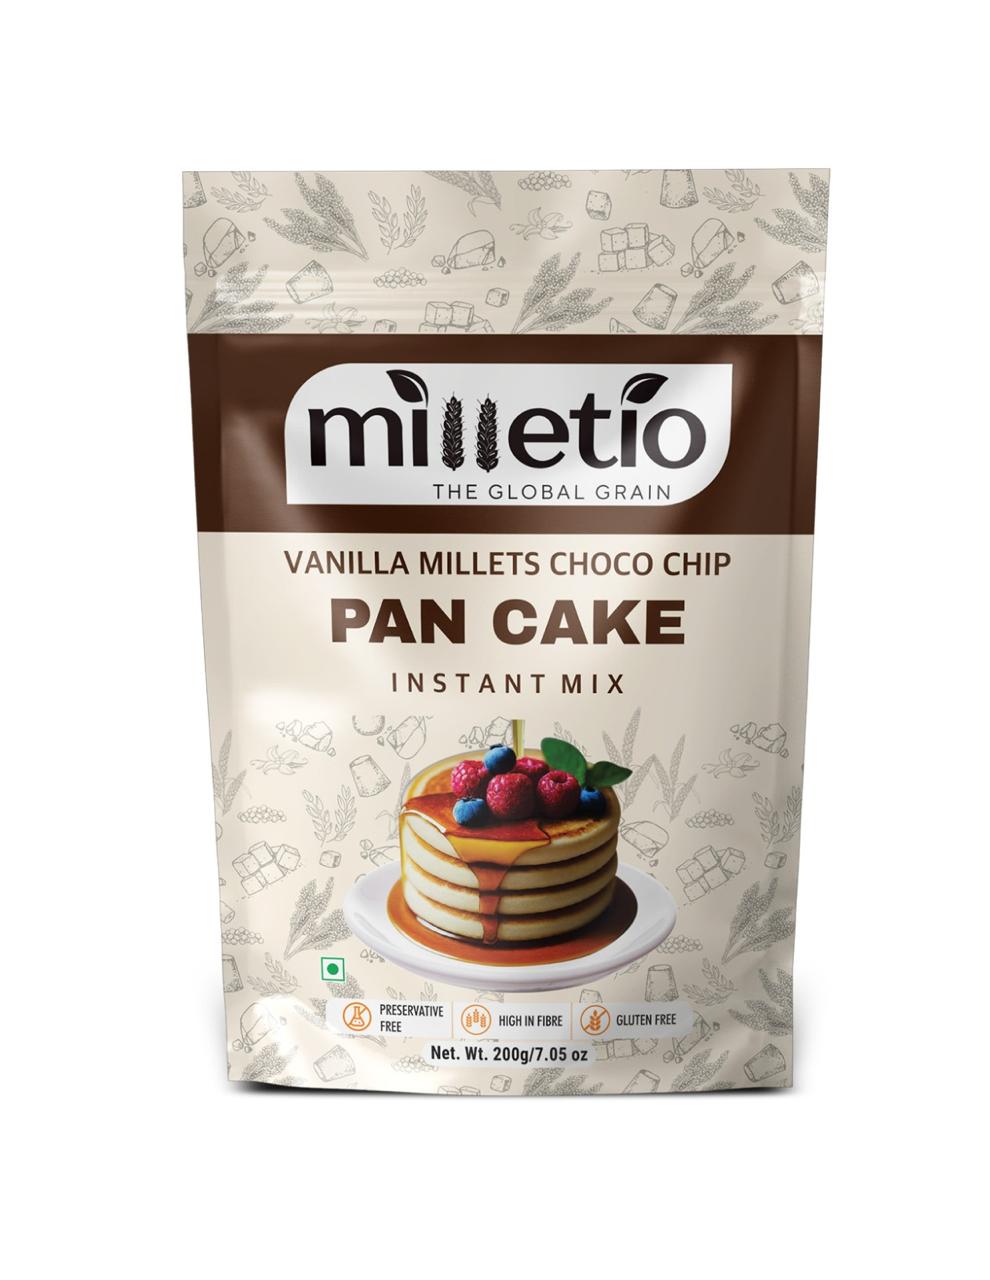 milletio
THE GLOBAL GRAIN
VANILLA MILLETS CHOCO CHIP
PAN CAKE
INSTANT MIX
PRESERVATIVE
FREE
HIGH IN FIBRE
GLUTEN FREE
Net. Wt. 200g/7.05 oz